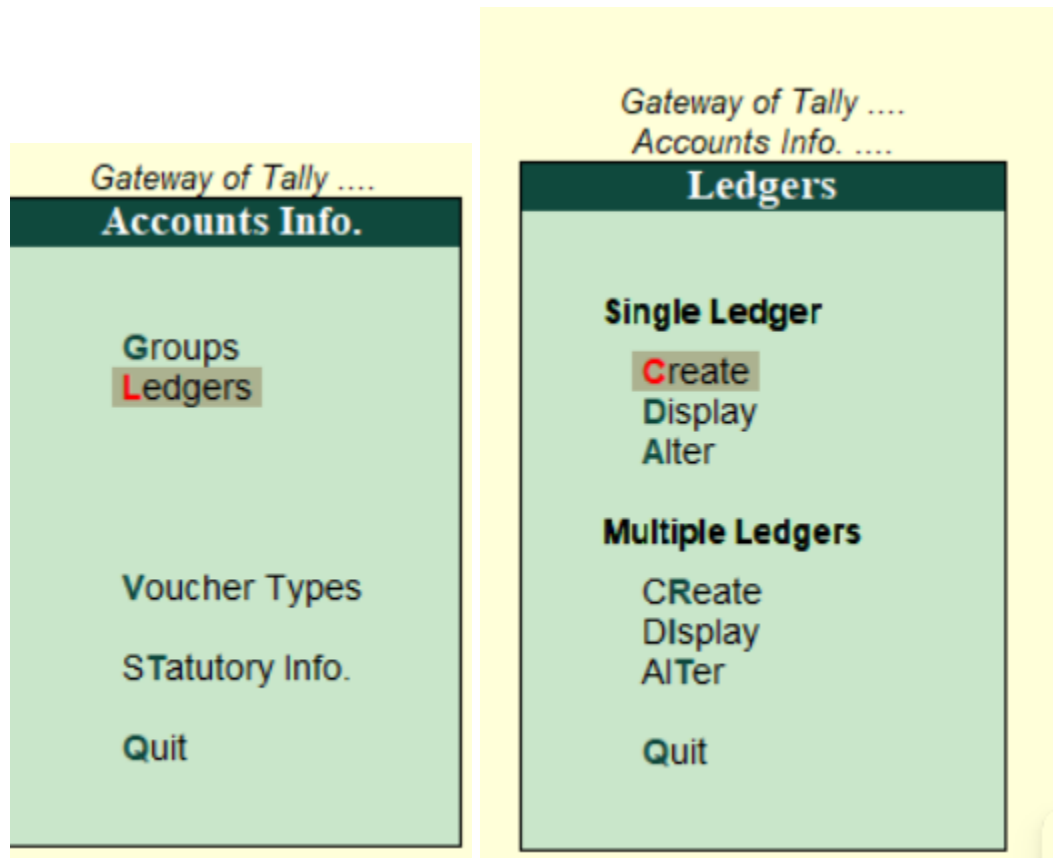 Gateway of Tally ....
Accounts Info.
Groups
Ledgers
Voucher Types
STatutory Info.
Quit
Gateway of Tally ....
Accounts Info. ....
Ledgers
Single Ledger
Create
Display
Alter
Multiple Ledgers
CReate
DIsplay
AlTer
Quit